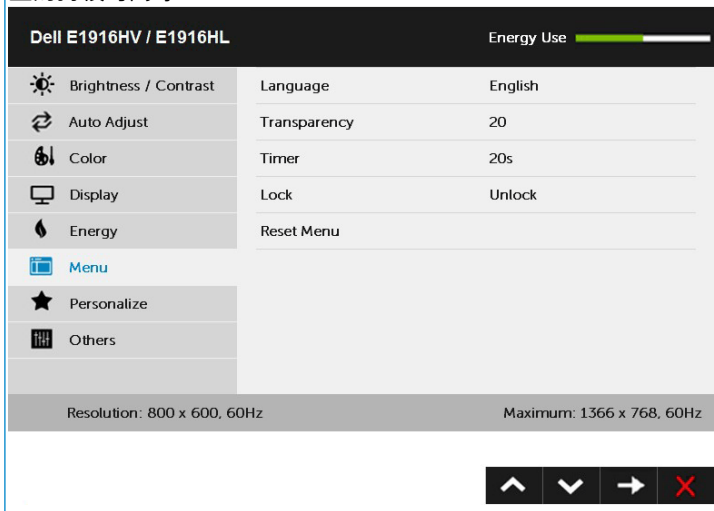 Dell E1916HV / E1916HL Energy Use
Brightness / Contrast Language English
Auto Adjust Transparency 20
Color Timer 20s
Display Lock Unlock
Energy Reset Menu
Menu
Personalize
Others
Resolution: 800 x 600, 60Hz Maximum: 1366 x 768, 60Hz